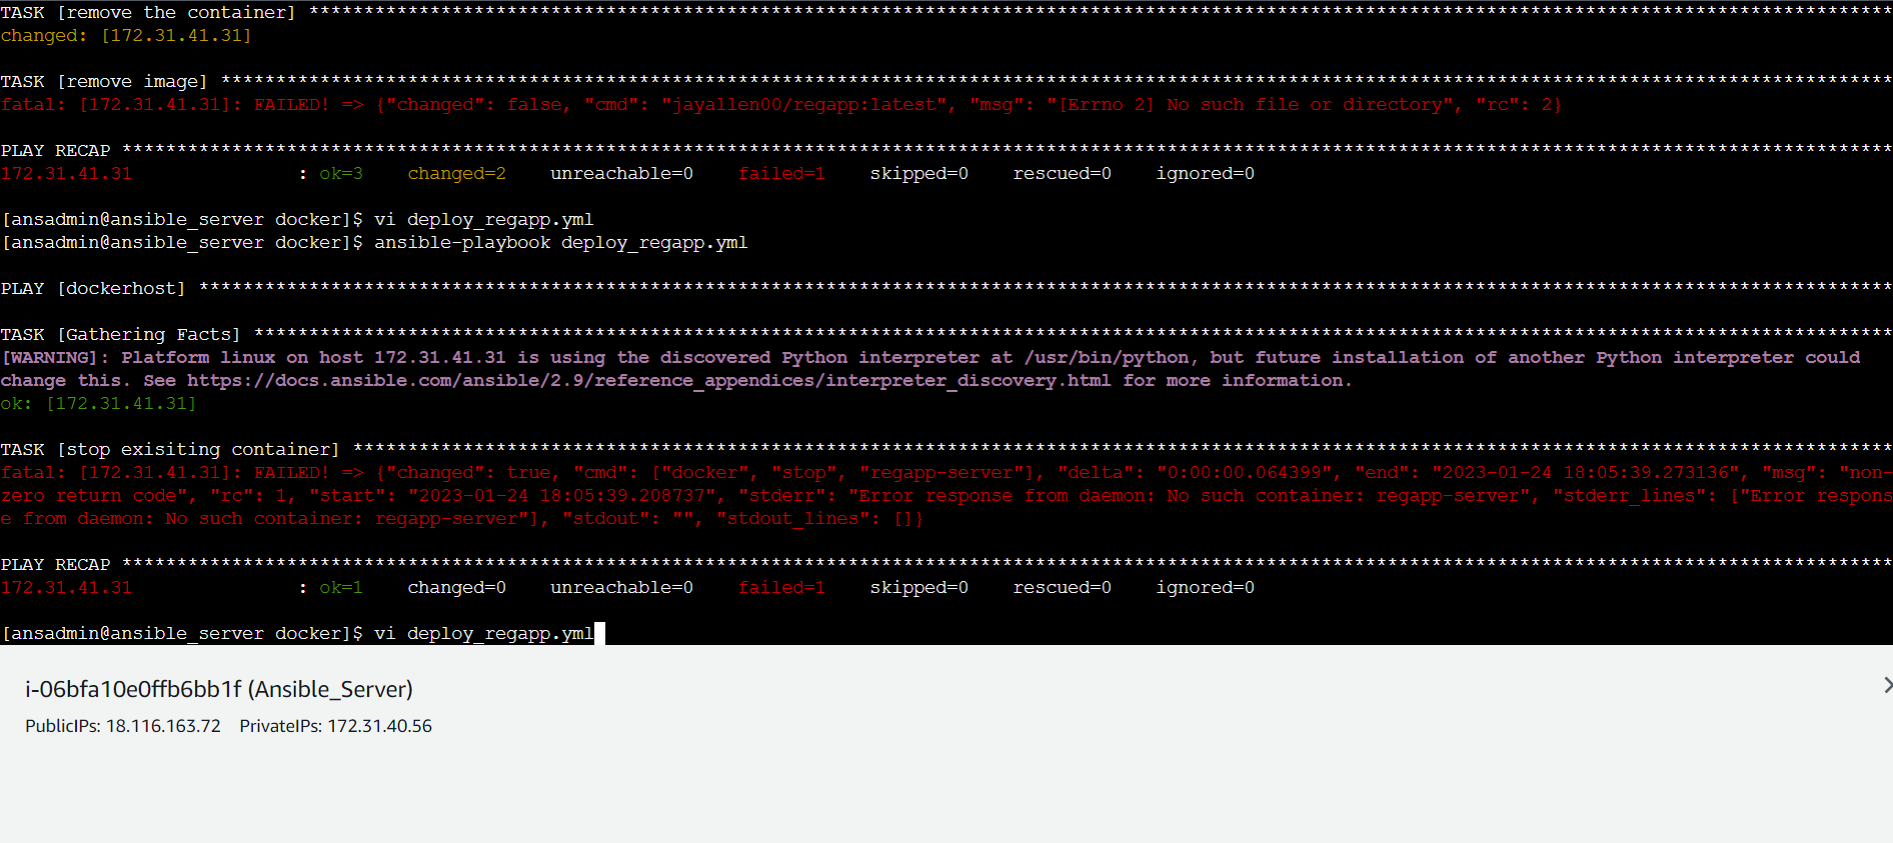 TASK [remove the container] ************************************************************************************************************************************************
changed: [172.31.41.31]
TASK [remove image] ********************************************************************************************************************************************************
fatal: [172.31.41.31]: FAILED! => {"changed": false, "cmd": "jayallen00/regapp:latest", "msg": "[Errno 2] No such file or directory", "rc": 2}
PLAY RECAP *****************************************************************************************************************************************************************
172.31.41.31 : ok=3 changed=2 unreachable=0 failed=1 skipped=0 rescued=0 ignored=0
[ansadmin@ansible_server docker]$ vi deploy_regapp.yml
[ansadmin@ansible_server docker]$ ansible-playbook deploy_regapp.yml
PLAY [dockerhost] **********************************************************************************************************************************************************
TASK [Gathering Facts] *****************************************************************************************************************************************************
[WARNING]: Platform linux on host 172.31.41.31 is using the discovered Python interpreter at /usr/bin/python, but future installation of another Python interpreter could
change this. See https://docs.ansible.com/ansible/2.9/reference_appendices/interpreter_discovery.html for more information.
ok: [172.31.41.31]
TASK [stop exisiting container] ********************************************************************************************************************************************
fatal: [172.31.41.31]: FAILED! => {"changed": true, "cmd": ["docker", "stop", "regapp-server"], "delta": "0:00:00.064399", "end": "2023-01-24 18:05:39.273136", "msg": "non-
zero return code", "rc": 1, "start": "2023-01-24 18:05:39.208737", "stderr": "Error response from daemon: No such container: regapp-server", "stderr_lines": ["Error respons
e from daemon: No such container: regapp-server"], "stdout": "", "stdout_lines": []}
PLAY RECAP *****************************************************************************************************************************************************************
172.31.41.31 : ok=1 changed=0 unreachable=0 failed=1 skipped=0 rescued=0 ignored=0
[ansadmin@ansible_server docker]$ vi deploy_regapp.yml
i-06bfa10e0ffb6bb1f (Ansible_Server)
PublicIPs: 18.116.163.72 PrivateIPs: 172.31.40.56